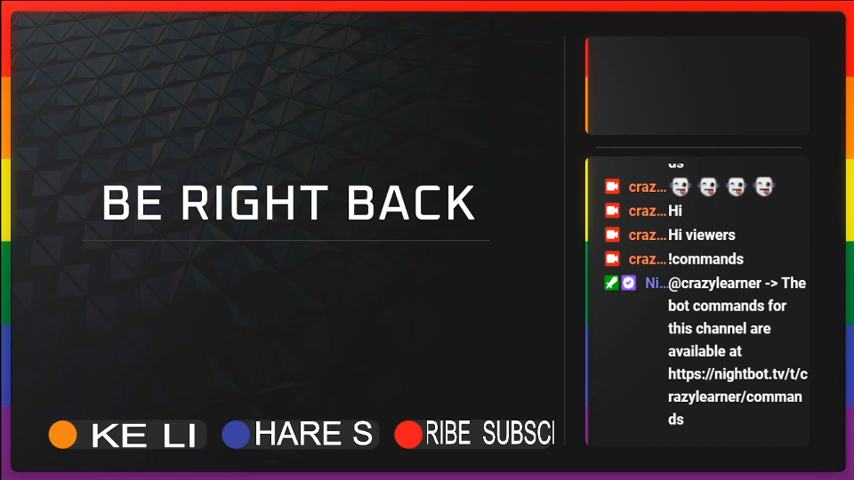 BE RIGHT BACK
KE LI
HARE S
RIBE SUBSCI
ds
craz...
craz...Hi
craz...Hi viewers
craz...!commands
Ni...@crazylearner -> The
bot commands for
this channel are
available at
https://nightbot.tv/t/c
razylearner/comman
ds